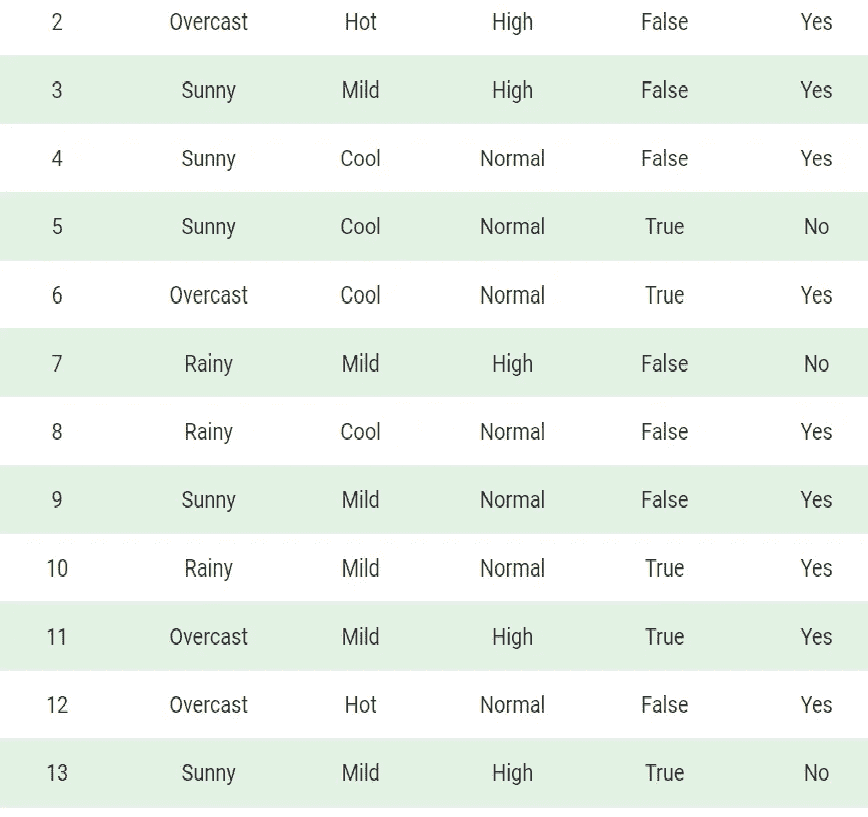 2 Overcast Hot High False Yes
3 Sunny Mild High False Yes
4 Sunny Cool Normal False Yes
5 Sunny Cool Normal True No
6 Overcast Cool Normal True Yes
7 Rainy Mild High False No
8 Rainy Cool Normal False Yes
9 Sunny Mild Normal False Yes
10 Rainy Mild Normal True Yes
11 Overcast Mild High True Yes
12 Overcast Hot Normal False Yes
13 Sunny Mild High True No